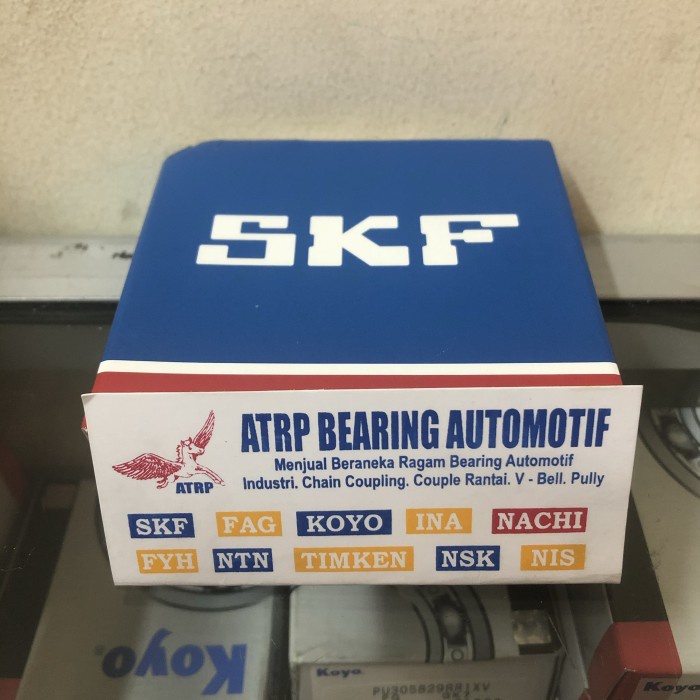 SKF
ATRP BEARING AUTOMOTIF
Menjual Beraneka Ragam Bearing Automotif
Industri. Chain Coupling. Couple Rantai. V - Bell. Pully
ATRP
SKF FAG KOYO INA NACHI
FYH NTN TIMKEN NSK NIS
Koyo
Koyo